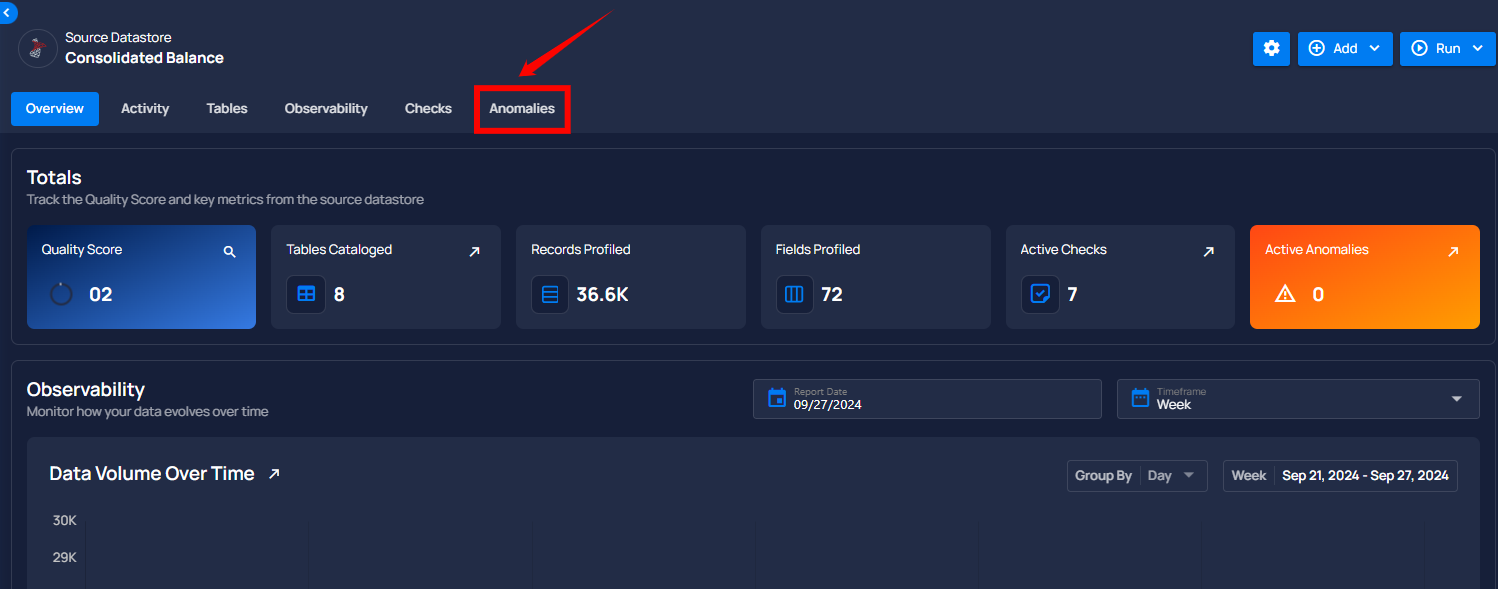 Source Datastore
Consolidated Balance
Add
Run
Overview
Activity
Tables
Observability
Checks
Anomalies
Totals
Track the Quality Score and key metrics from the source datastore
Quality Score
02
Tables Cataloged
8
Records Profiled
36.6K
Fields Profiled
72
Active Checks
7
Active Anomalies
0
Observability
Monitor how your data evolves over time
Report Date
09/27/2024
Timeframe
Week
Data Volume Over Time
Group By Day
Week Sep 21, 2024 - Sep 27, 2024
30K
29K